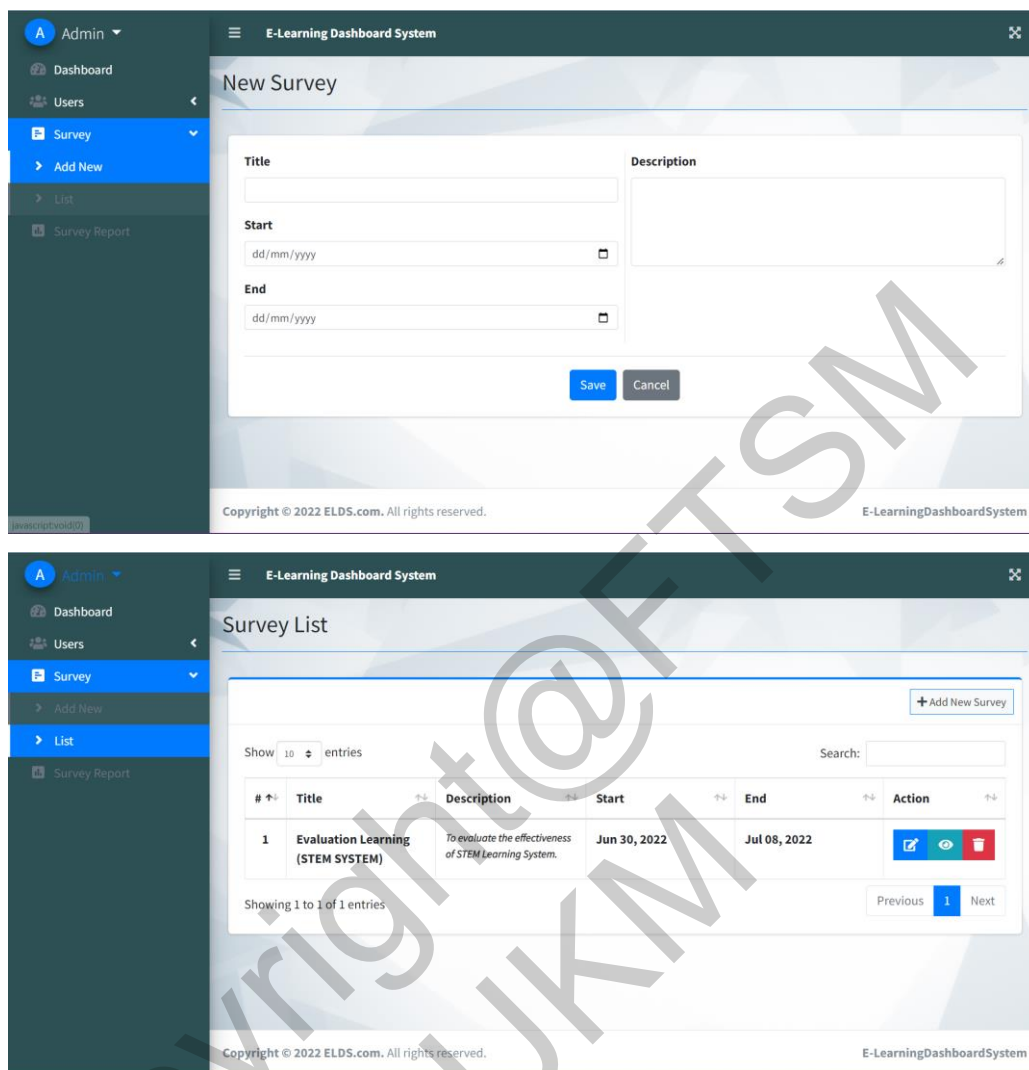 A Admin
E-Learning Dashboard System
Dashboard
Users
Survey
Add New
List
Survey Report
New Survey
Title
Description
Start
dd/mm/yyyy
End
dd/mm/yyyy
Save Cancel
Copyright © 2022 ELDS.com. All rights reserved.
E-LearningDashboardSystem
javascript:void(0)
A Admin
E-Learning Dashboard System
Dashboard
Users
Survey
Add New
List
Survey Report
Survey List
+ Add New Survey
Show 10 entries
Search:
# Title Description Start End Action
1 Evaluation Learning To evaluate the effectiveness Jun 30, 2022 Jul 08, 2022
(STEM SYSTEM) of STEM Learning System.
Showing 1 to 1 of 1 entries
Previous 1 Next
Copyright © 2022 ELDS.com. All rights reserved.
E-LearningDashboardSystem
yright@FTSM
UKM